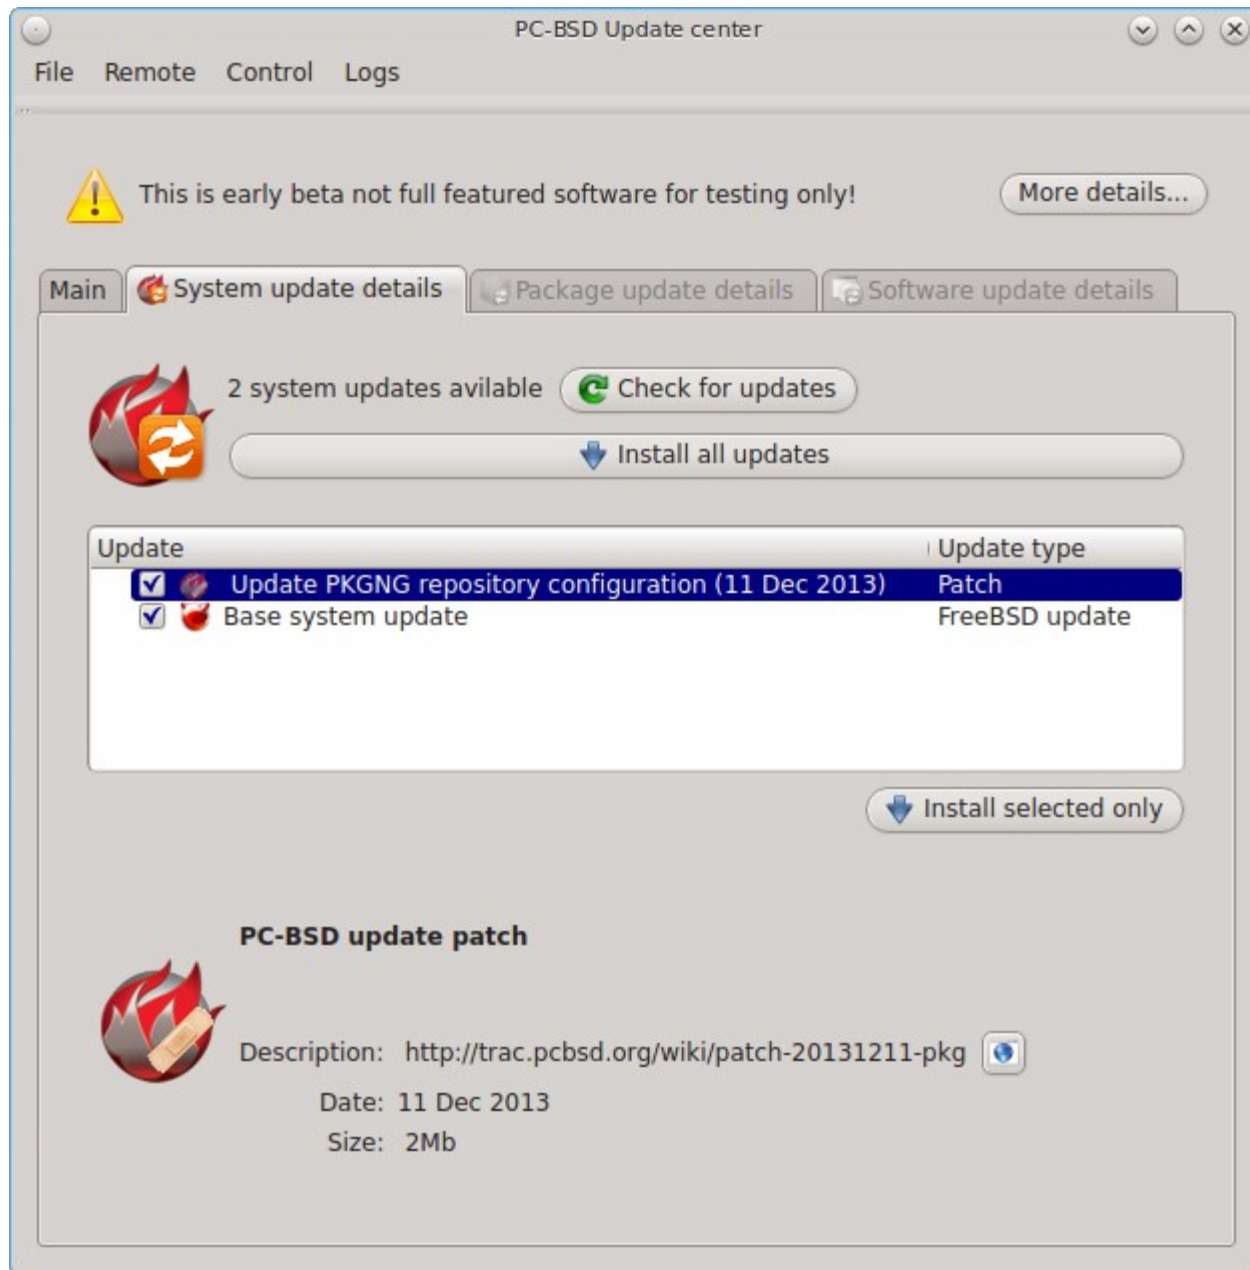 PC-BSD Update center
File Remote Control Logs
This is early beta not full featured software for testing only! More details...
Main System update details Package update details Software update details
2 system updates avilable Check for updates
Install all updates
Update Update type
Update PKGNG repository configuration (11 Dec 2013) Patch
Base system update FreeBSD update
Install selected only
PC-BSD update patch
Description: http://trac.pcbsd.org/wiki/patch-20131211-pkg
Date: 11 Dec 2013
Size: 2Mb